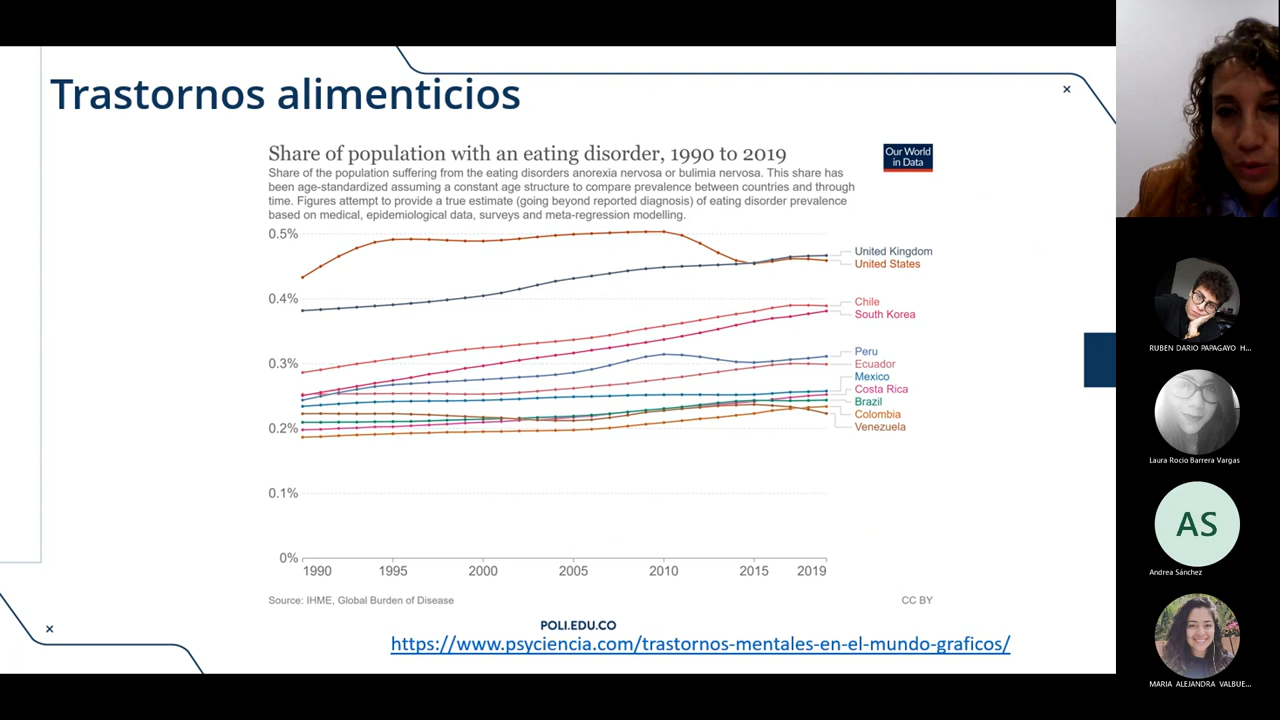 Trastornos alimenticios
Share of population with an eating disorder, 1990 to 2019
Our World
in Data
Share of the population suffering from the eating disorders anorexia nervosa or bulimia nervosa. This share has
been age-standardized assuming a constant age structure to compare prevalence between countries and through
time. Figures attempt to provide a true estimate (going beyond reported diagnosis) of eating disorder prevalence
based on medical, epidemiological data, surveys and meta-regression modelling.
0.5%
0.4%
0.3%
0.2%
0.1%
0%
United Kingdom
United States
Chile
South Korea
Peru
Ecuador
Mexico
Costa Rica
Brazil
Colombia
Venezuela
1990
1995
2000
2005
2010
2015
2019
Source: IHME, Global Burden of Disease
CC BY
POLI.EDU.CO
https://www.psyciencia.com/trastornos-mentales-en-el-mundo-graficos/
RUBEN DARIO PAPAGAYO H...
Laura Rocio Barrera Vargas
AS
Andrea Sánchez
MARIA ALEJANDRA VALBUE...